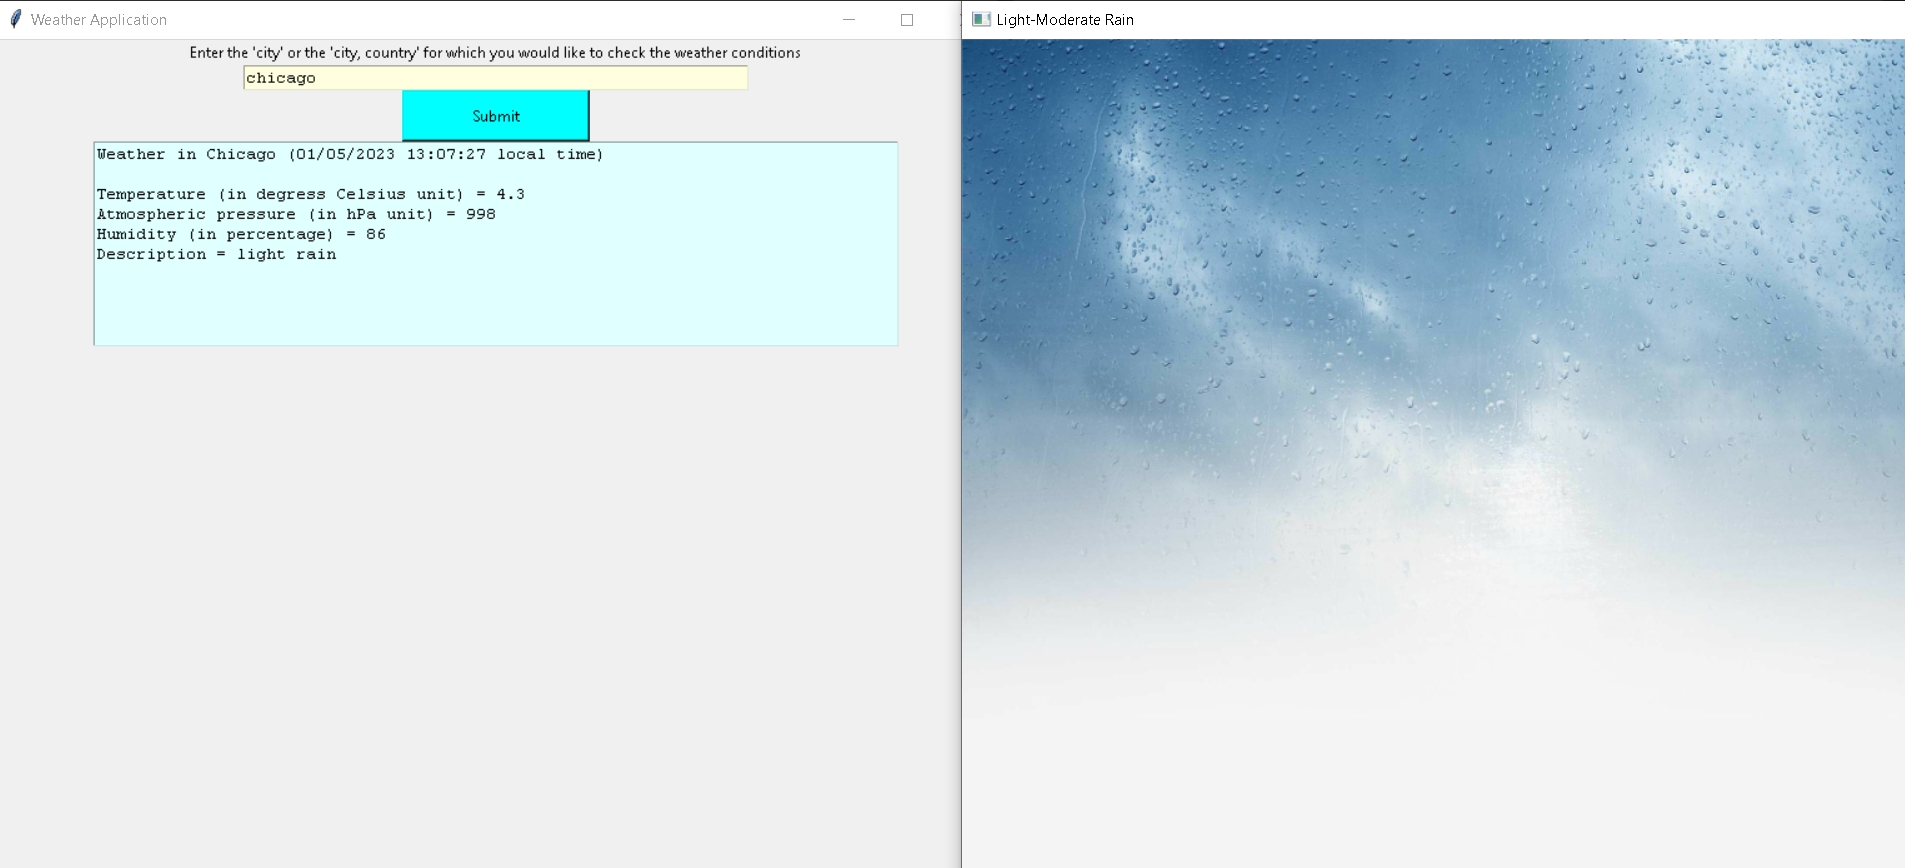 Weather Application
Enter the 'city' or the 'city, country' for which you would like to check the weather conditions
chicago
Submit
Weather in Chicago (01/05/2023 13:07:27 local time)
Temperature (in degress Celsius unit) = 4.3
Atmospheric pressure (in hPa unit) = 998
Humidity (in percentage) = 86
Description = light rain
Light-Moderate Rain